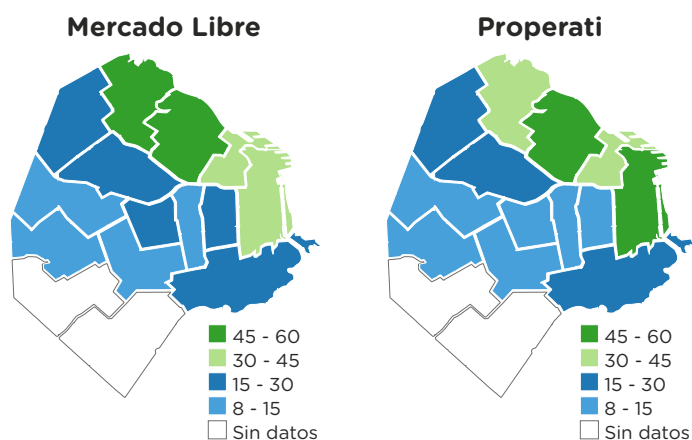 Mercado Libre
Properati
45 - 60
30 - 45
15 - 30
8 - 15
Sin datos
45 - 60
30 - 45
15 - 30
8 - 15
Sin datos